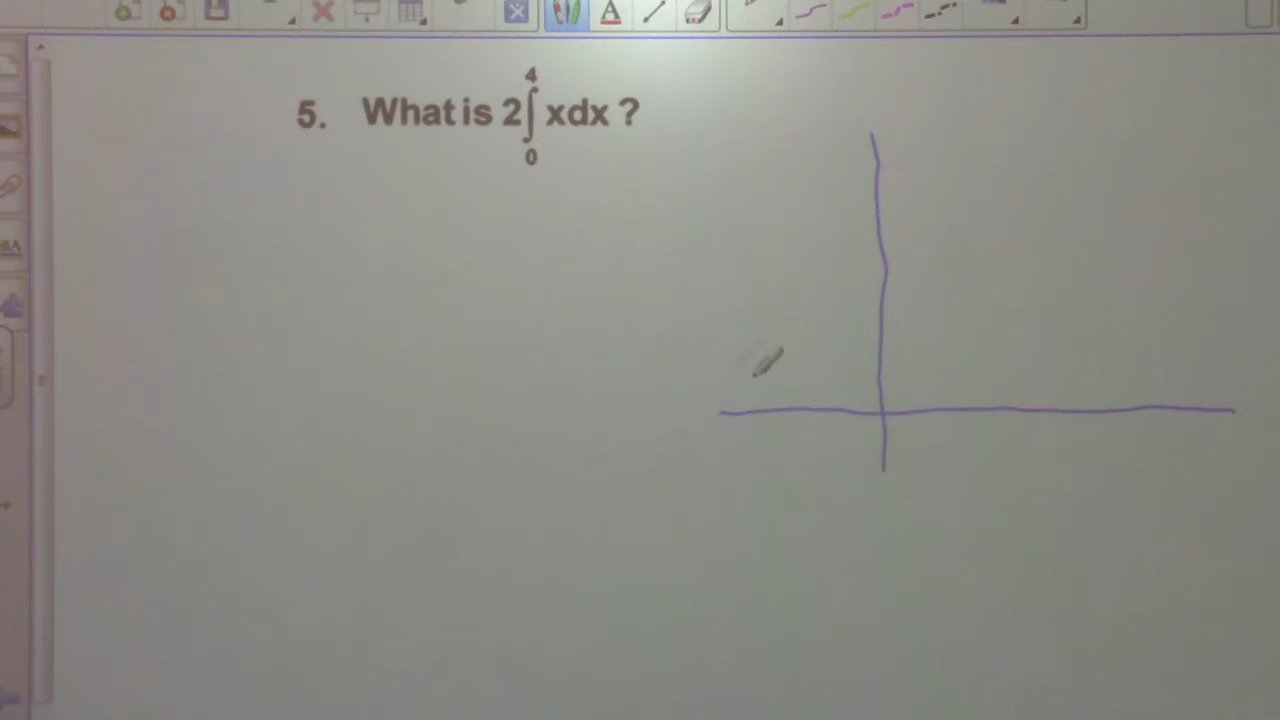 5. What is 2∫₀⁴ xdx ?
A